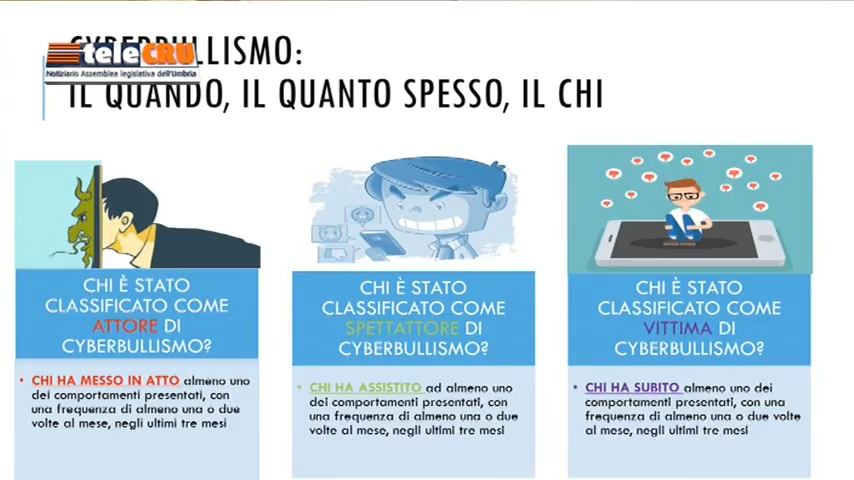 CYBERBULLISMO:
teleCRU
Notiziario Assemblea legislativa dell'Umbria
IL QUANDO, IL QUANTO SPESSO, IL CHI
CHI È STATO
CLASSIFICATO COME
ATTORE DI
CYBERBULLISMO?
• CHI HA MESSO IN ATTO almeno uno
dei comportamenti presentati, con
una frequenza di almeno una o due
volte al mese, negli ultimi tre mesi
CHI È STATO
CLASSIFICATO COME
SPETTATTORE DI
CYBERBULLISMO?
• CHI HA ASSISTITO ad almeno uno
dei comportamenti presentati, con
una frequenza di almeno una o due
volte al mese, negli ultimi tre mesi
CHI È STATO
CLASSIFICATO COME
VITTIMA DI
CYBERBULLISMO?
• CHI HA SUBITO almeno uno dei
comportamenti presentati, con una
frequenza di almeno una o due volte
al mese, negli ultimi tre mesi